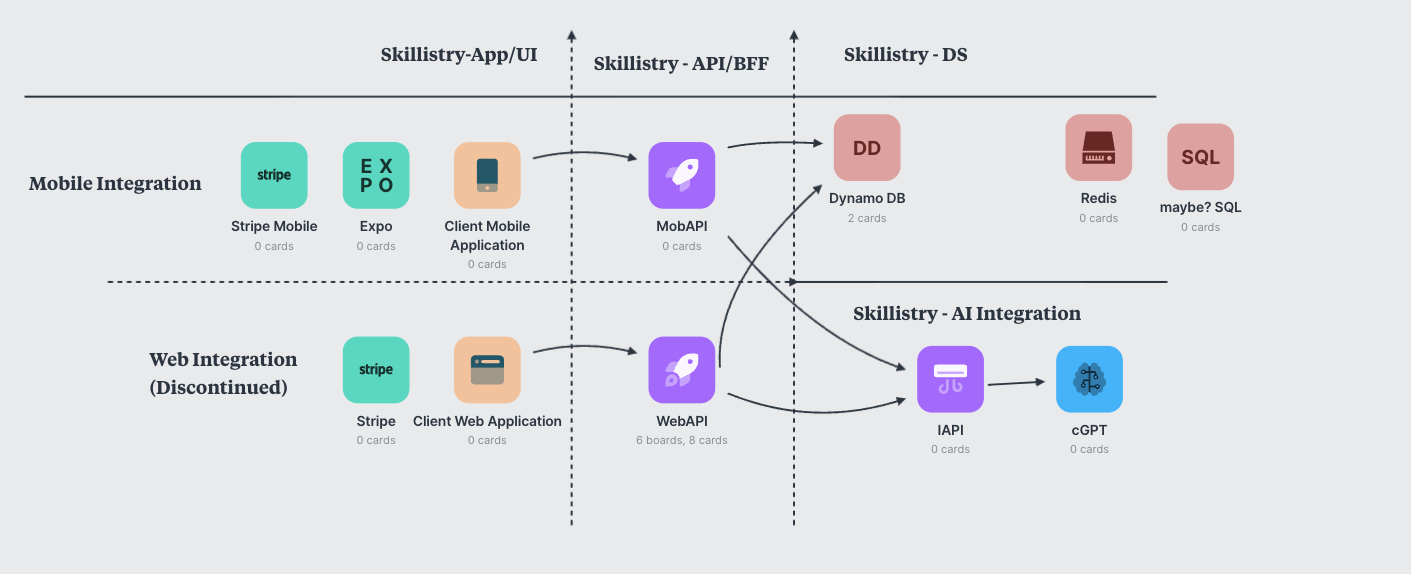 Skillistry-App/UI
Skillistry - API/BFF
Skillistry - DS
Mobile Integration
stripe
Stripe Mobile
0 cards
E X
P O
Expo
0 cards
Client Mobile
Application
0 cards
MobAPI
0 cards
DD
Dynamo DB
2 cards
Redis
0 cards
SQL
maybe? SQL
0 cards
Skillistry - AI Integration
Web Integration
(Discontinued)
stripe
Stripe
0 cards
Client Web Application
0 cards
WebAPI
6 boards, 8 cards
IAPI
0 cards
cGPT
0 cards